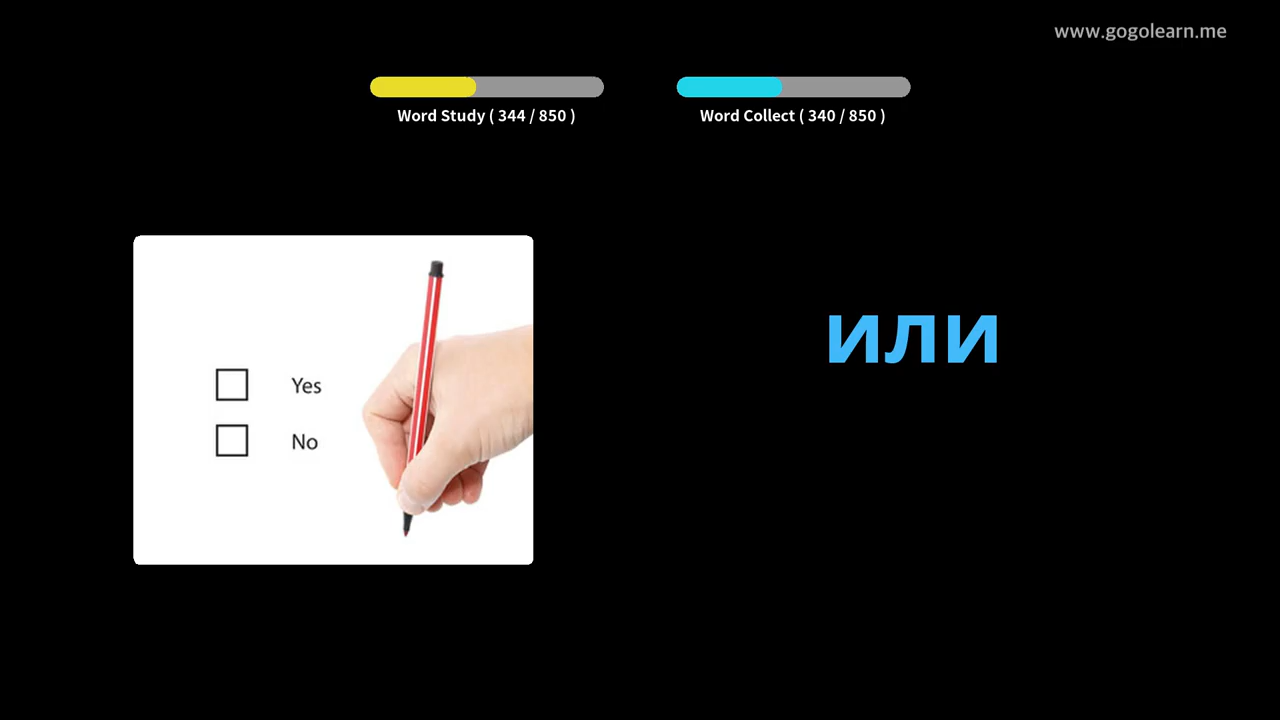 www.gogolearn.me
Word Study ( 344 / 850 )
Word Collect ( 340 / 850 )
Yes
No
или